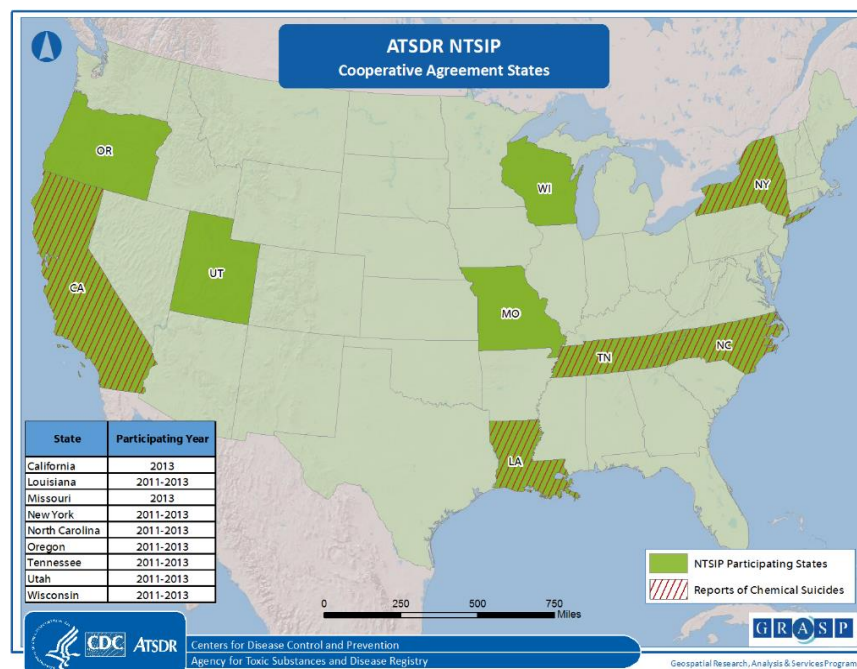 ATSDR NTSIP
Cooperative Agreement States
OR
WI
NY
UT
CA
MO
TN
NC
LA
State Participating Year
California 2013
Louisiana 2011-2013
Missouri 2013
New York 2011-2013
North Carolina 2011-2013
Oregon 2011-2013
Tennessee 2011-2013
Utah 2011-2013
Wisconsin 2011-2013
NTSIP Participating States
Reports of Chemical Suicides
0 250 500 750
Miles
CDC ATSDR
Centers for Disease Control and Prevention
Agency for Toxic Substances and Disease Registry
GRASP
Geospatial Research, Analysis & Services Program